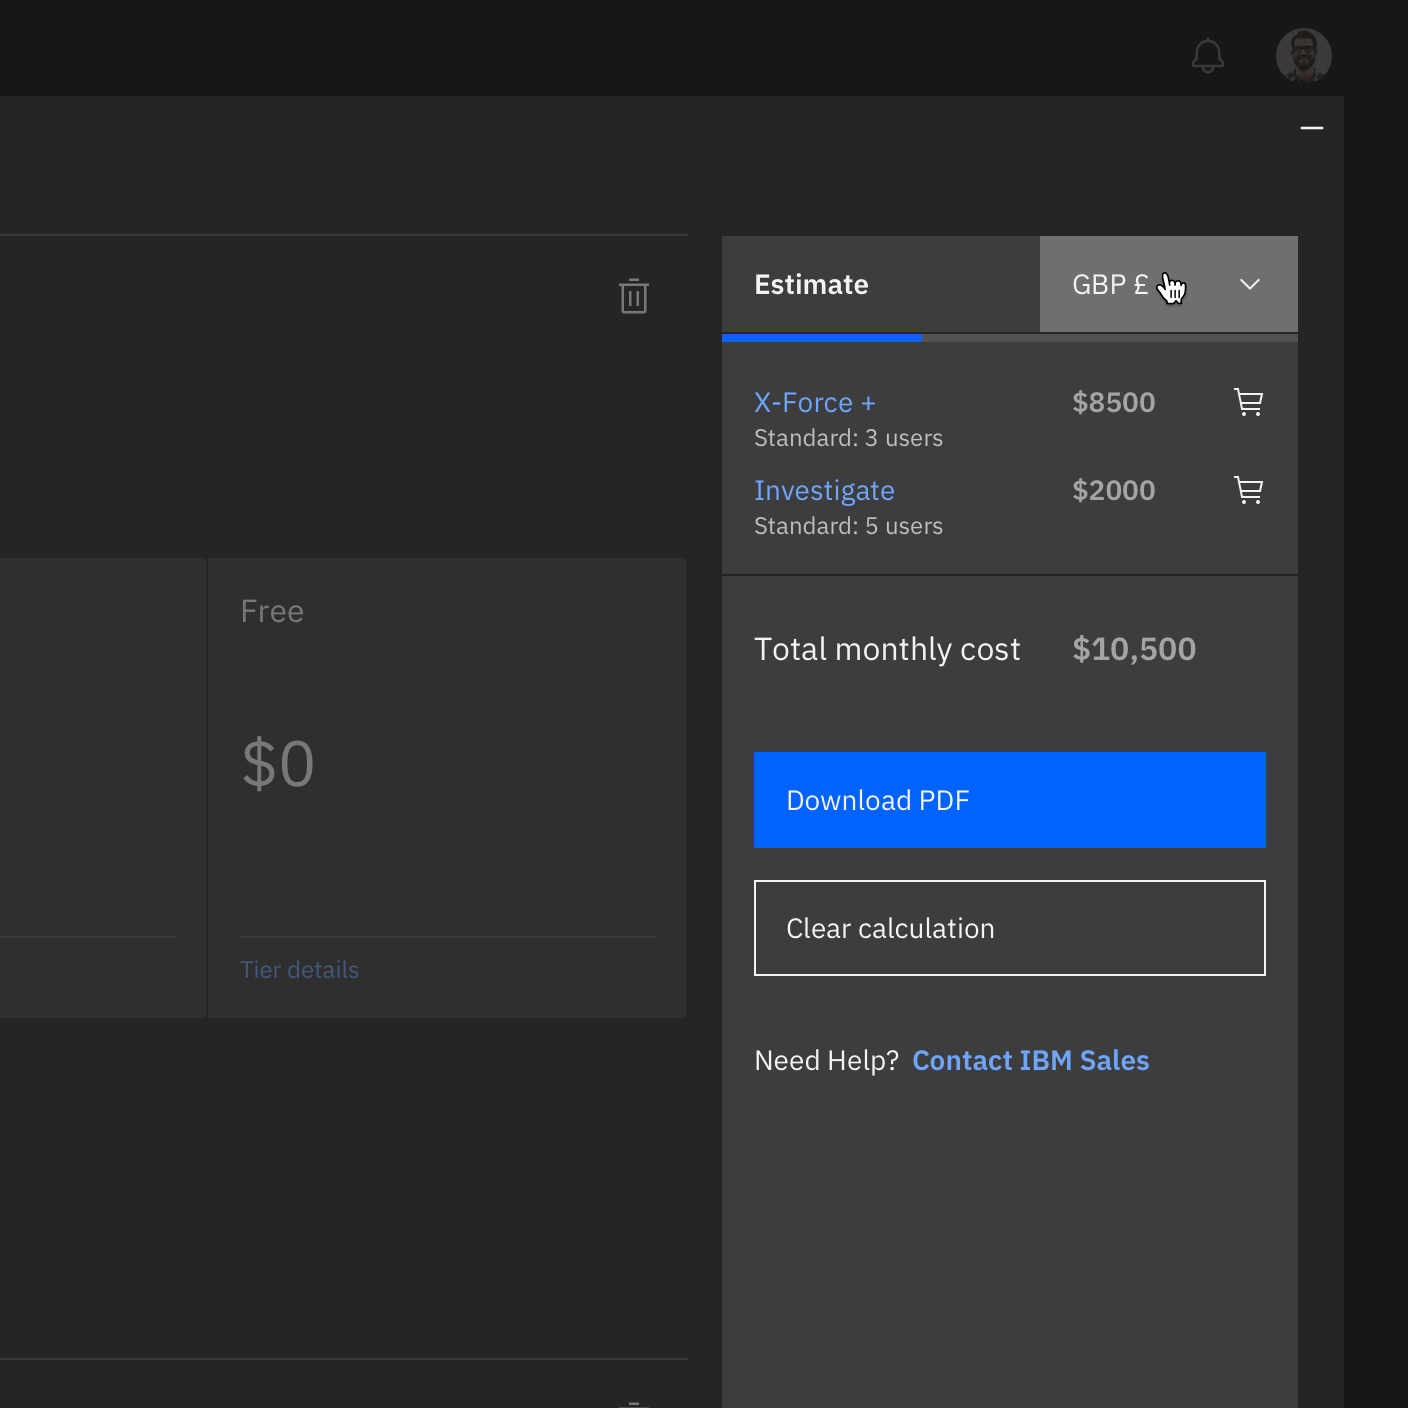 Estimate
GBP £
X-Force +
$8500
Standard: 3 users
Investigate
$2000
Standard: 5 users
Free
$0
Tier details
Total monthly cost
$10,500
Download PDF
Clear calculation
Need Help? Contact IBM Sales